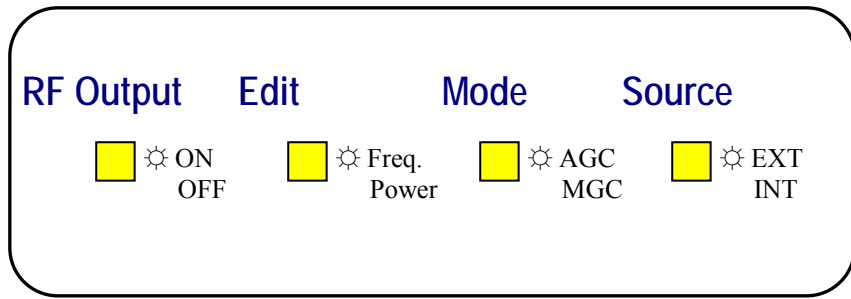 RF Output Edit Mode Source
☼ ON ☼ Freq. ☼ AGC ☼ EXT
OFF Power MGC INT